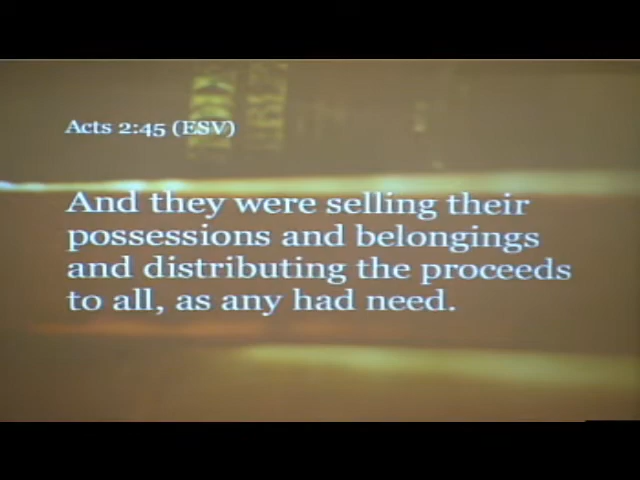 Acts 2:45 (ESV)
And they were selling their
possessions and belongings
and distributing the proceeds
to all, as any had need.